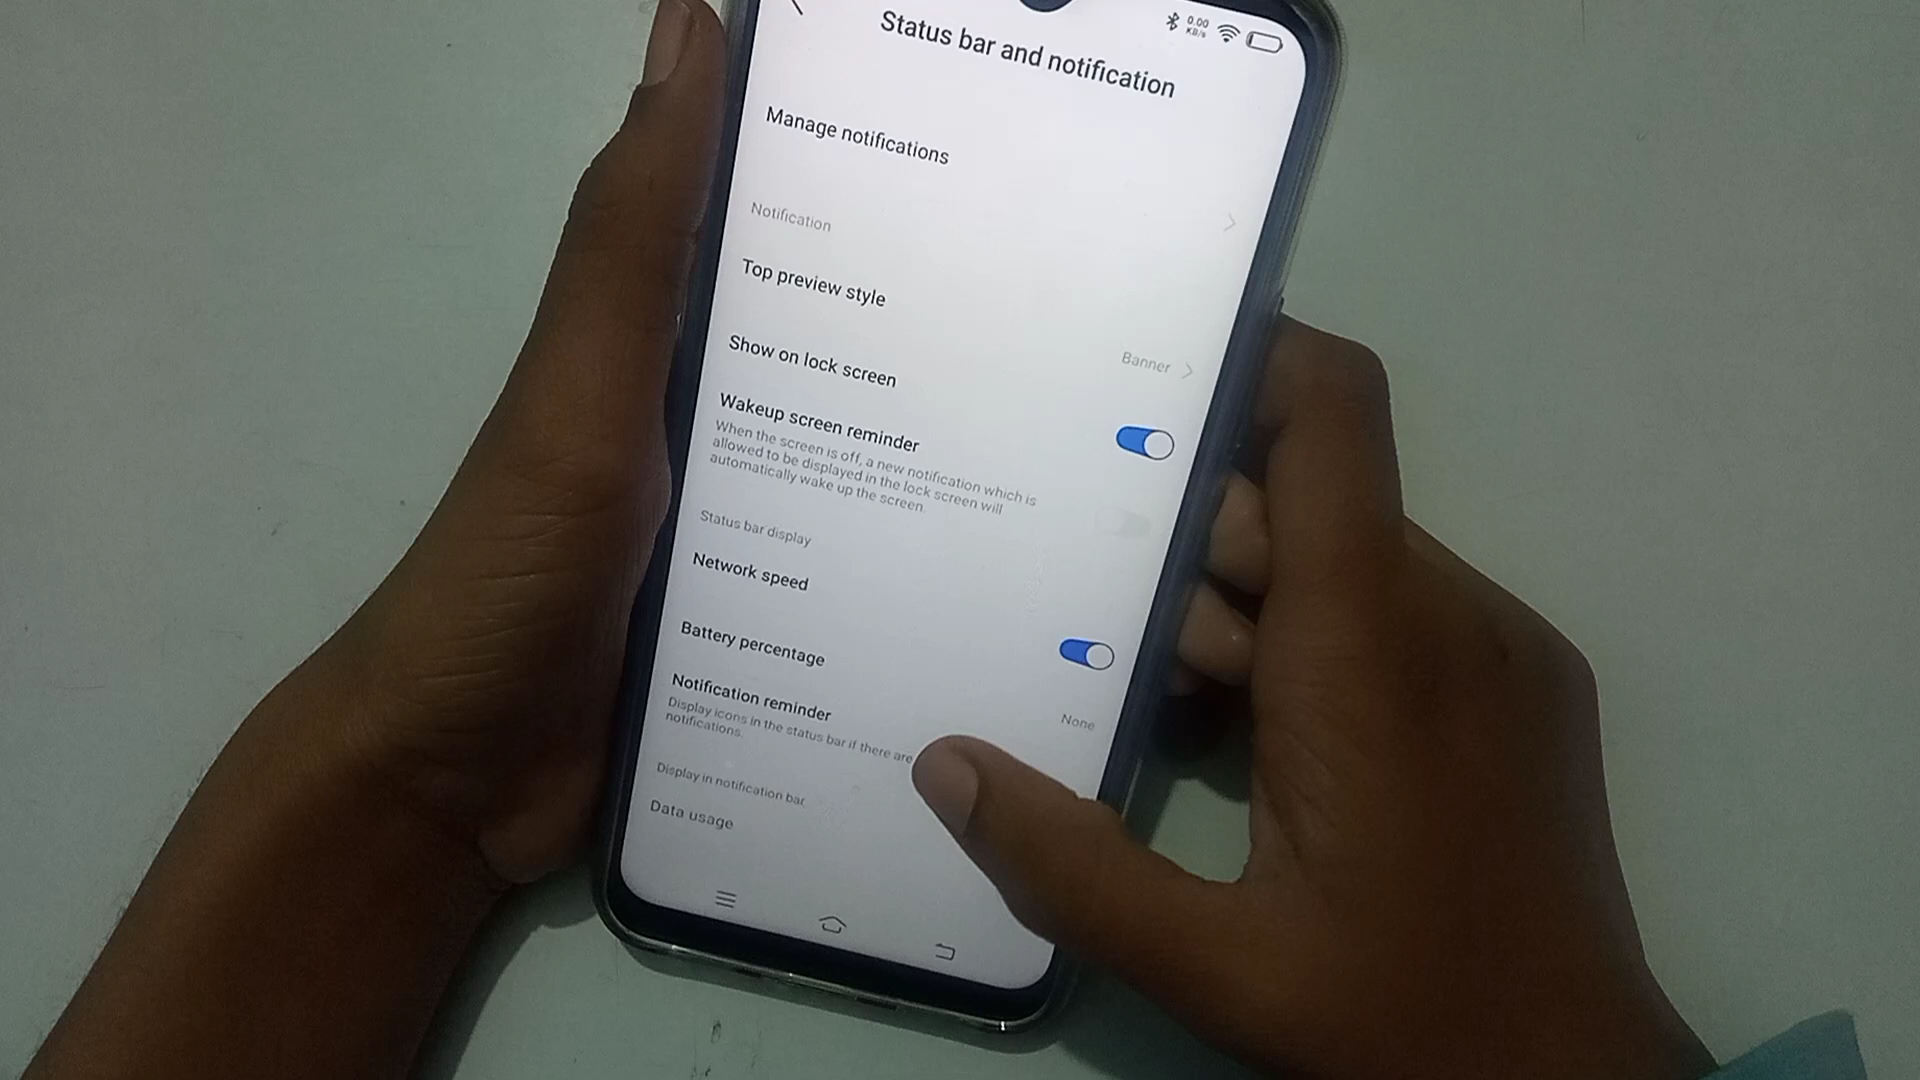 0.00
KB/s
Status bar and notification
Manage notifications
Notification
Top preview style
Banner
Show on lock screen
Wakeup screen reminder
When the screen is off, a new notification which is
allowed to be displayed in the lock screen will
automatically wake up the screen.
Status bar display
Network speed
Battery percentage
None
Notification reminder
Display icons in the status bar if there are
notifications.
Display in notification bar
Data usage